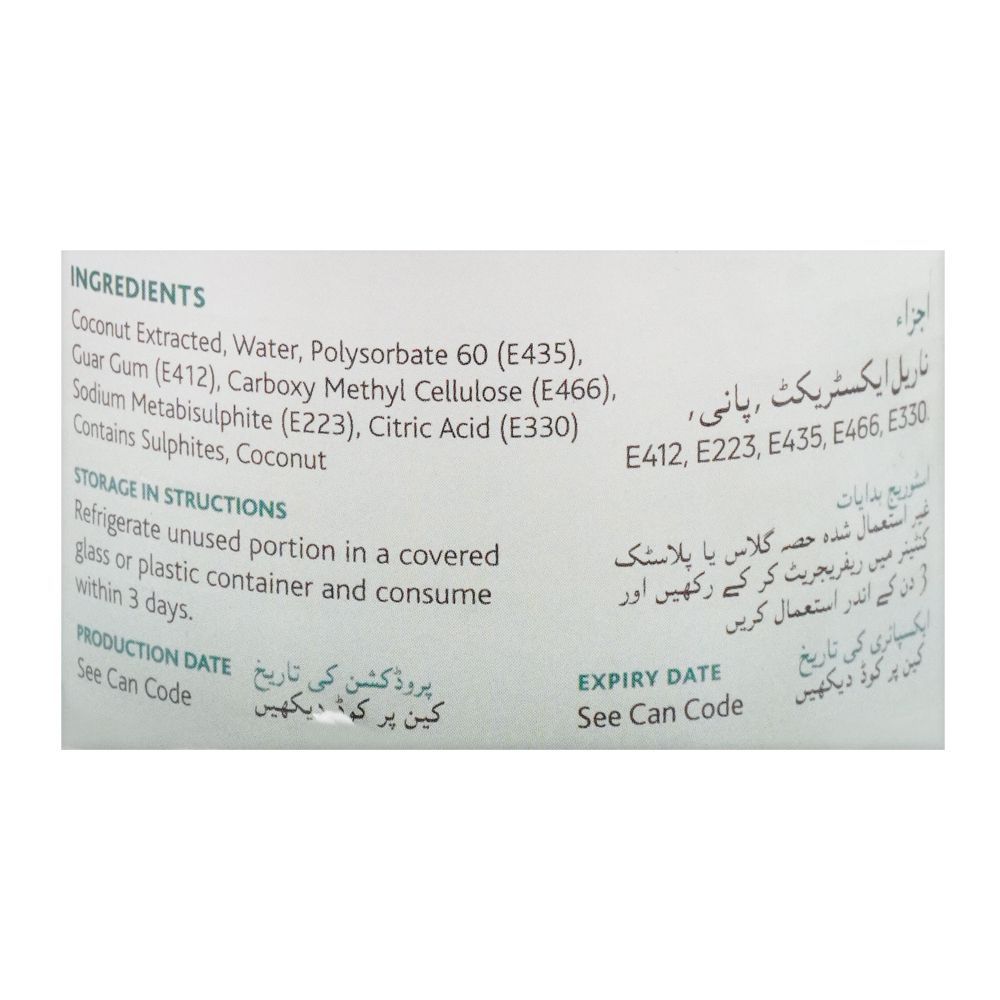 INGREDIENTS
Coconut Extracted, Water, Polysorbate 60 (E435),
Guar Gum (E412), Carboxy Methyl Cellulose (E466),
Sodium Metabisulphite (E223), Citric Acid (E330)
Contains Sulphites, Coconut
STORAGE IN STRUCTIONS
Refrigerate unused portion in a covered
glass or plastic container and consume
within 3 days.
PRODUCTION DATE
See Can Code
پروڈکشن کی تاریخ
کین پر کوڈ دیکھیں
EXPIRY DATE
See Can Code
اجزاء
ناریل ایکسٹریکٹ ,پانی,
E412, E223, E435, E466, E330.
اسٹوریج ہدایات
غیر استعمال شدہ حصہ گلاس یا پلاسٹک
کنٹینر میں ریفریجریٹ کر کے رکھیں اور
3 دن کے اندر استعمال کریں
ایکسپائری کی تاریخ
کین پر کوڈ دیکھیں